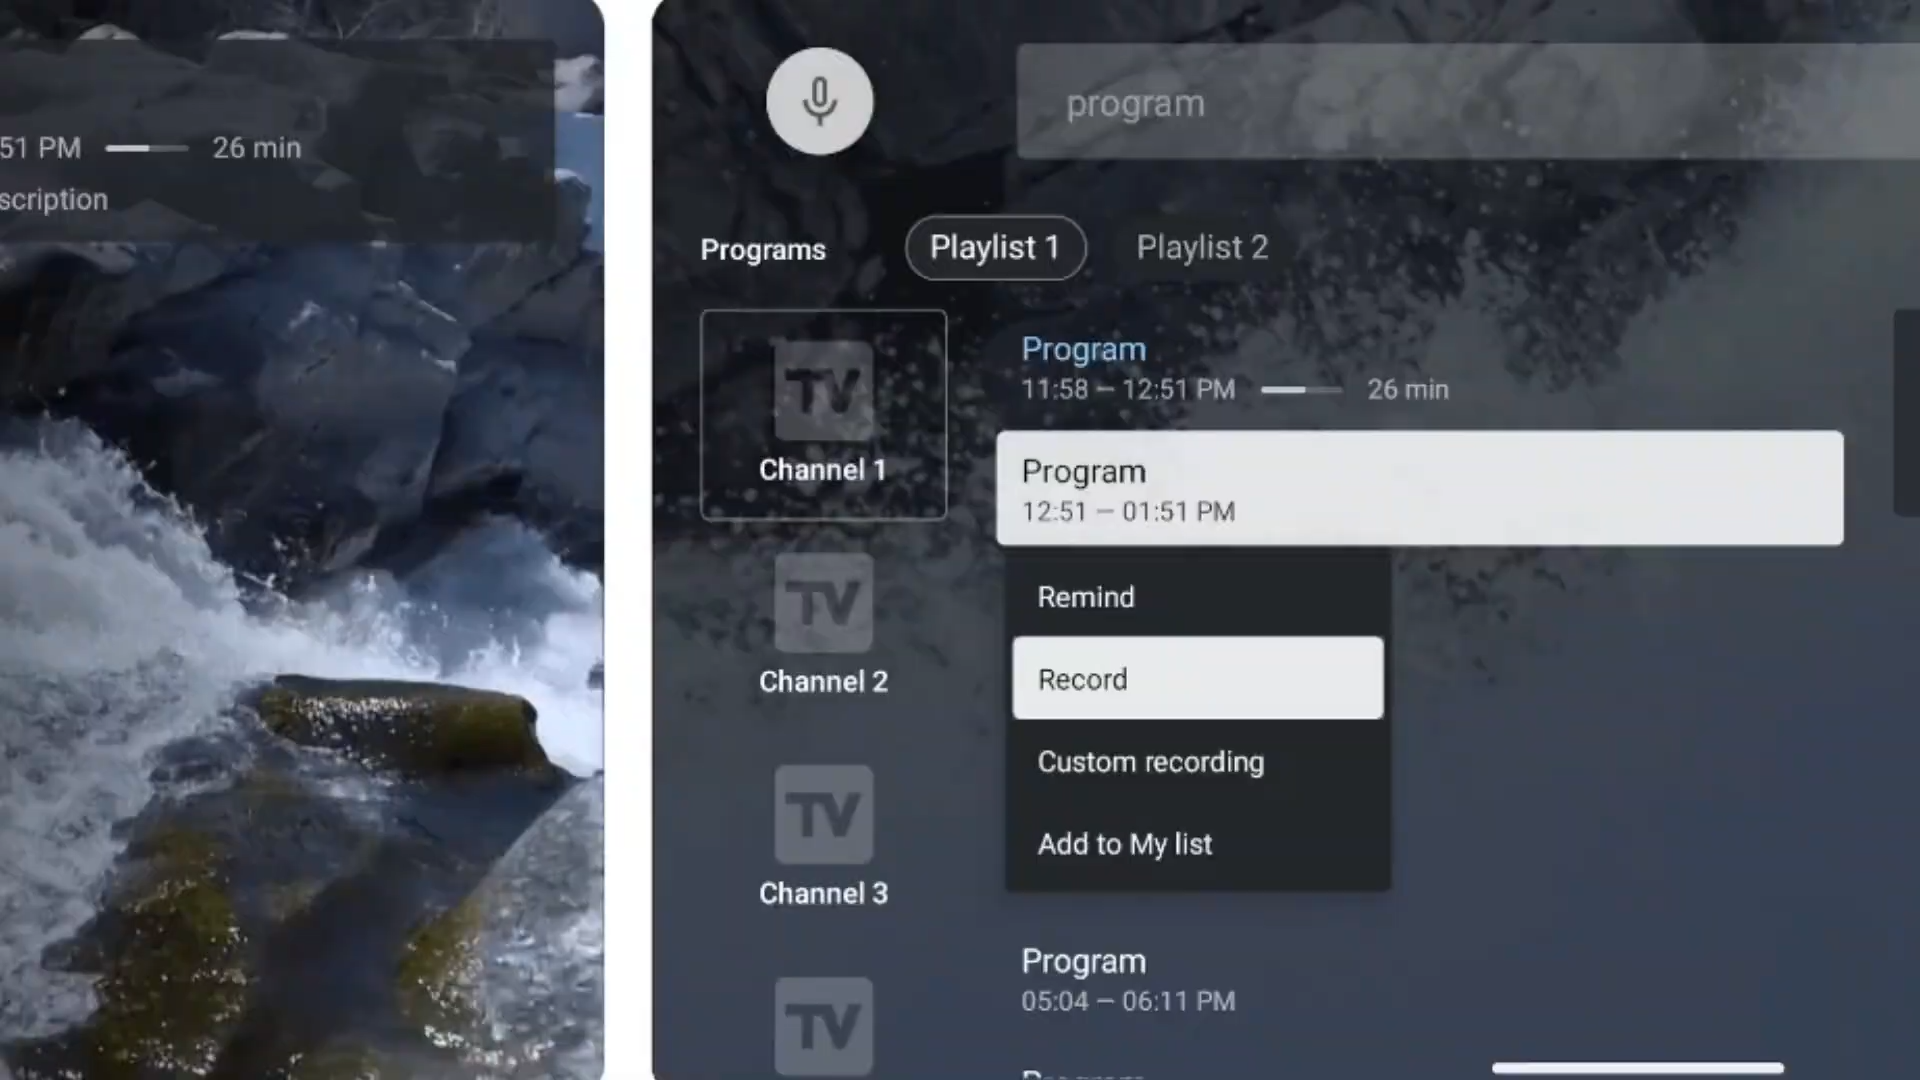 51 PM 26 min
scription
program
Programs Playlist 1 Playlist 2
Program
11:58 — 12:51 PM 26 min
TV
Channel 1
Program
12:51 — 01:51 PM
Remind
TV
Channel 2
Record
Custom recording
Add to My list
TV
Channel 3
Program
05:04 — 06:11 PM
TV